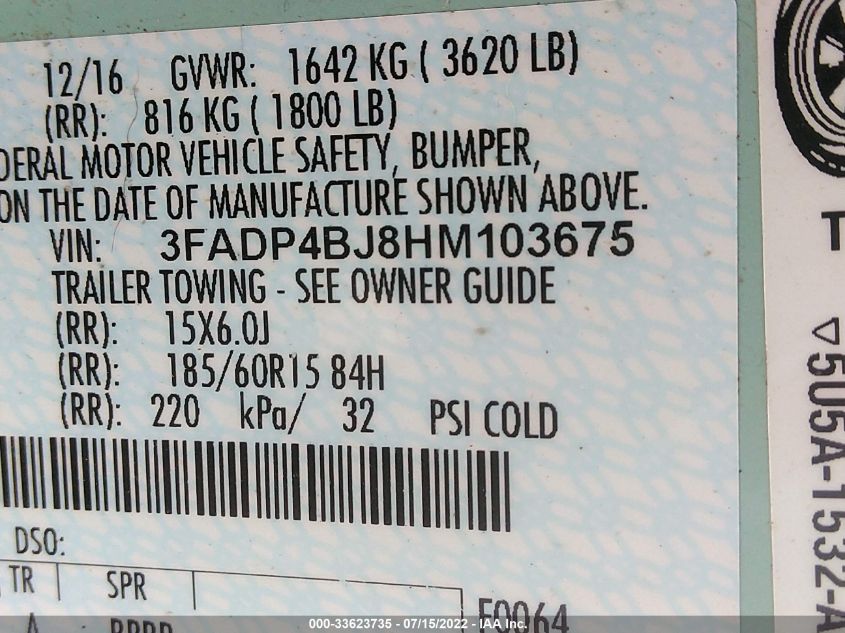 12/16 GVWR: 1642 KG ( 3620 LB)
(RR): 816 KG ( 1800 LB)
DERAL MOTOR VEHICLE SAFETY, BUMPER,
ON THE DATE OF MANUFACTURE SHOWN ABOVE.
VIN: 3FADP4BJ8HM103675
TRAILER TOWING - SEE OWNER GUIDE
(RR): 15X6.0J
(RR): 185/60R15 84H
(RR): 220 kPa/ 32 PSI COLD
DSO:
TR SPR
F0064
T
5U5A-1532-A
000-33623735 - 07/15/2022 - IAA Inc.